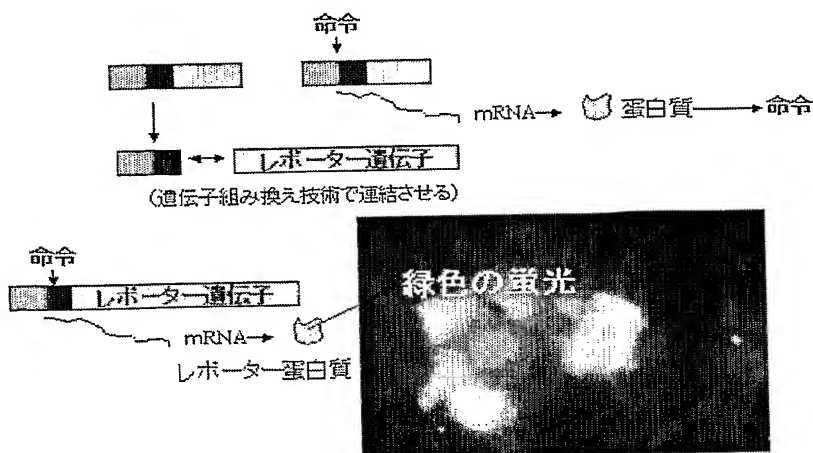 命令
mRNA→ 蛋白質→命令
レポーター遺伝子
(遺伝子組み換え技術で連結させる)
命令
レポーター遺伝子
緑色の蛍光
mRNA→
レポーター蛋白質